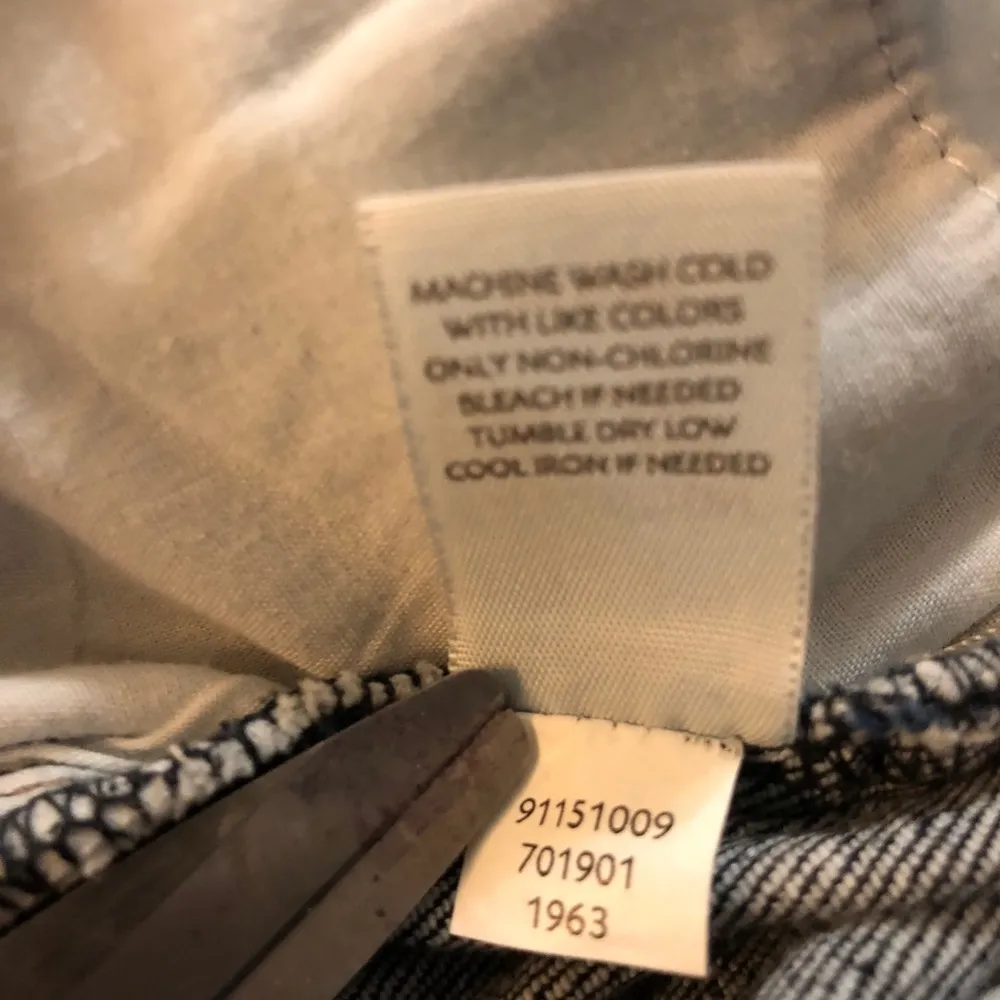 MACHINE WASH COLD
WITH LIKE COLORS
ONLY NON-CHLORINE
BLEACH IF NEEDED
TUMBLE DRY LOW
COOL IRON IF NEEDED
91151009
701901
1963